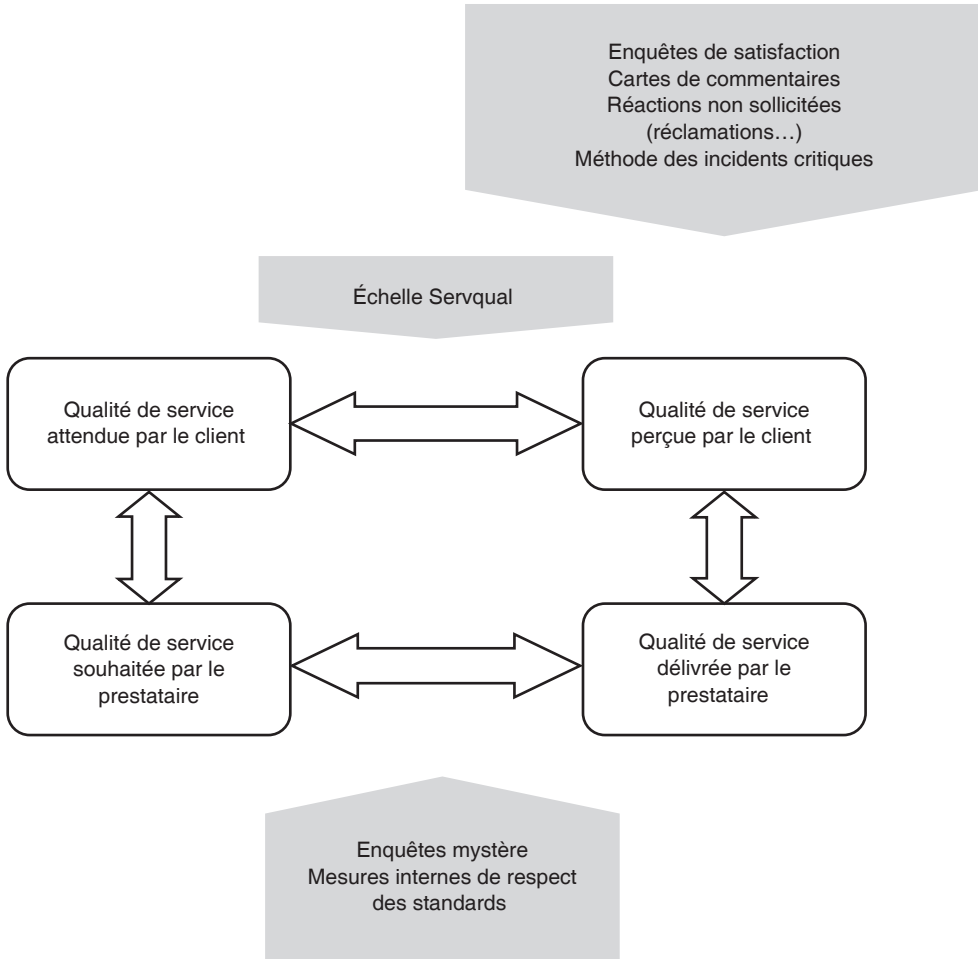 Enquêtes de satisfaction
Cartes de commentaires
Réactions non sollicitées
(réclamations…)
Méthode des incidents critiques
Échelle Servqual
Qualité de service
attendue par le client
Qualité de service
perçue par le client
Qualité de service
souhaitée par le
prestataire
Qualité de service
délivrée par le
prestataire
Enquêtes mystère
Mesures internes de respect
des standards